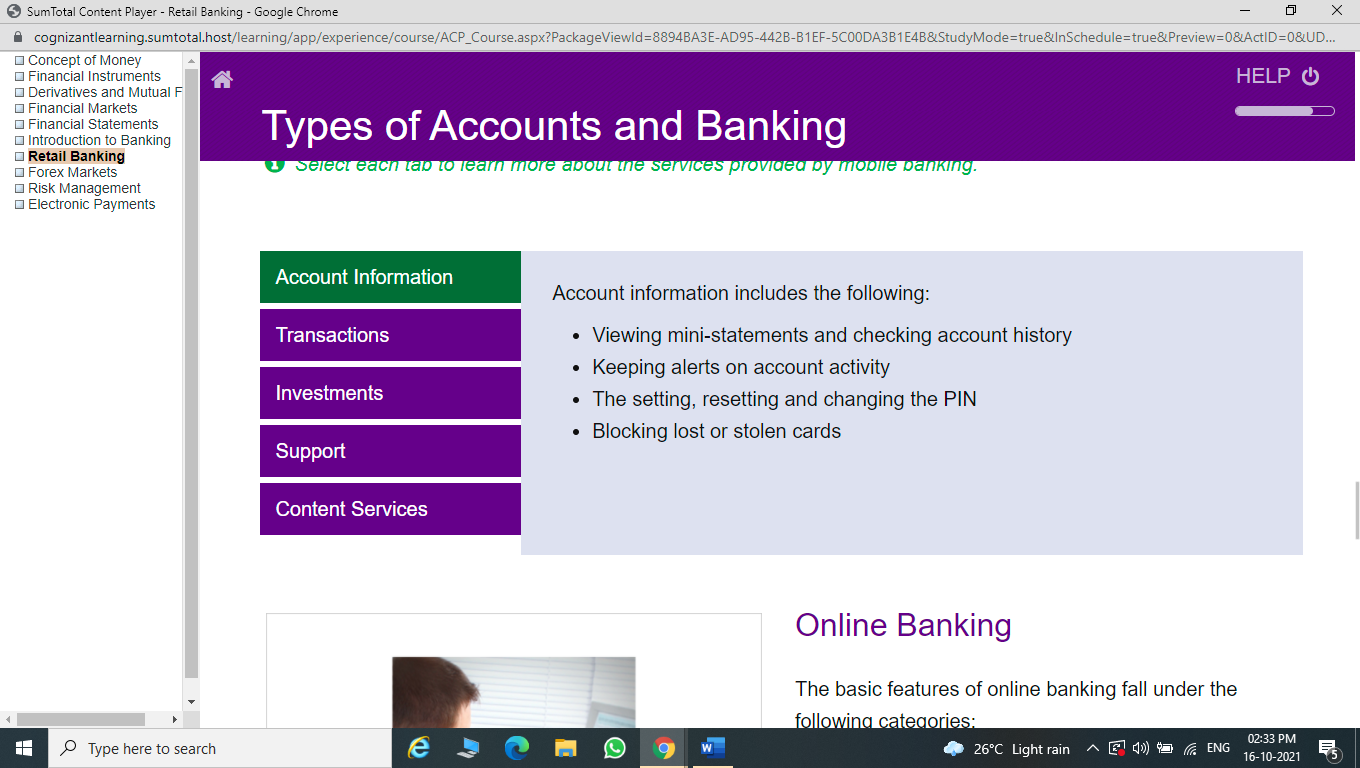 SumTotal Content Player - Retail Banking - Google Chrome
cognizantlearning.sumtotal.host/learning/app/experience/course/ACP_Course.aspx?PackageViewId=8894BA3E-AD95-442B-B1EF-5C00DA3B1E4B&StudyMode=true&InSchedule=true&Preview=0&ActID=0&UD...
Concept of Money
Financial Instruments
Derivatives and Mutual F
Financial Markets
Financial Statements
Introduction to Banking
Retail Banking
Forex Markets
Risk Management
Electronic Payments
HELP
Types of Accounts and Banking
Select each tab to learn more about the services provided by mobile banking.
Account Information
Transactions
Investments
Support
Content Services
Account information includes the following:
• Viewing mini-statements and checking account history
• Keeping alerts on account activity
• The setting, resetting and changing the PIN
• Blocking lost or stolen cards
Online Banking
The basic features of online banking fall under the
following categories:
Type here to search
26°C Light rain
ENG
02:33 PM
16-10-2021
5